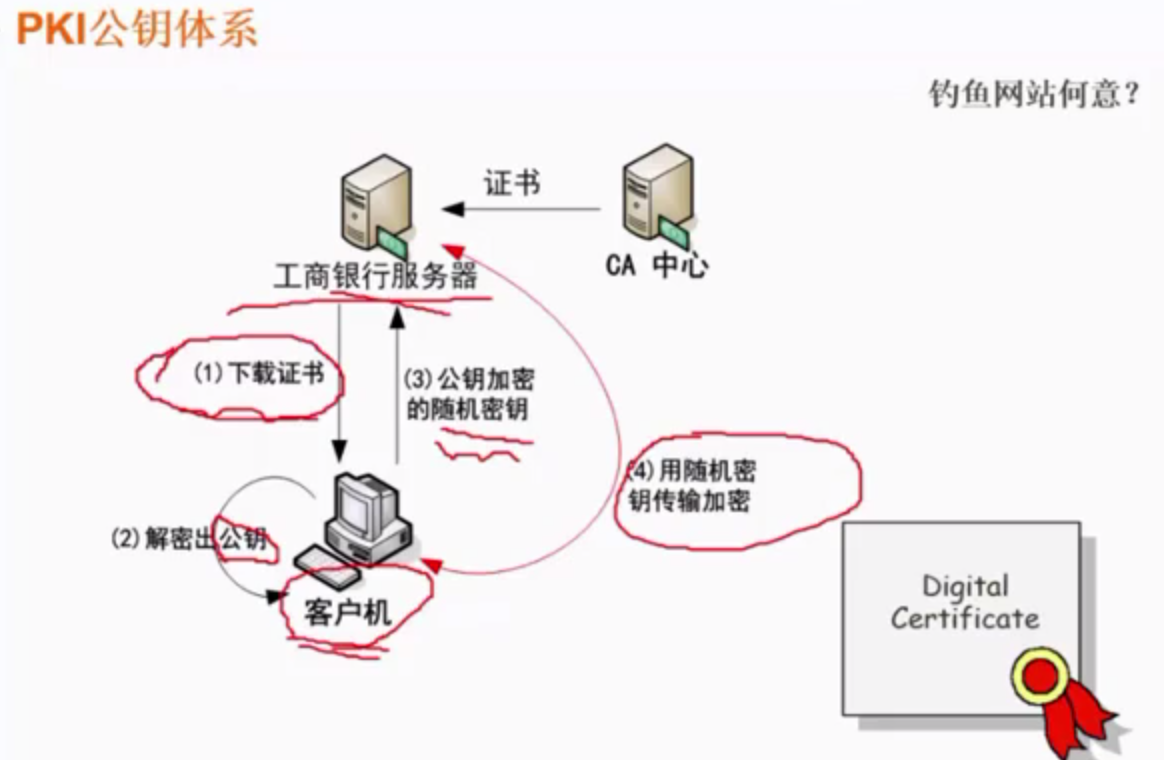 PKI公钥体系
钓鱼网站何意?
证书
工商银行服务器
CA 中心
(1)下载证书
(3)公钥加密
的随机密钥
(4)用随机密
钥传输加密
(2)解密出公钥
客户机
Digital
Certificate